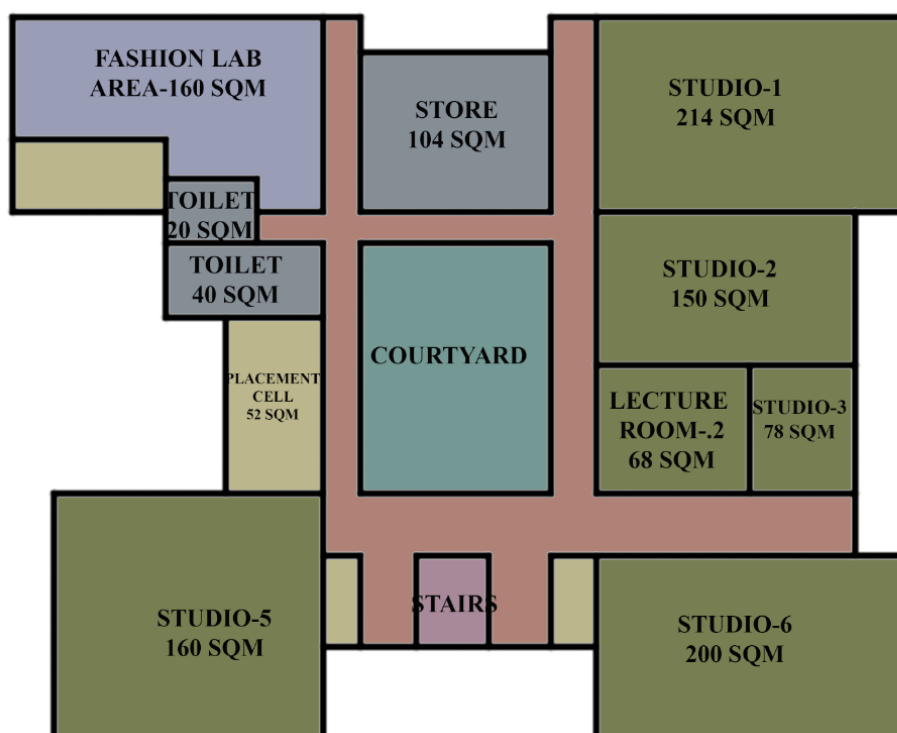 FASHION LAB
AREA-160 SQM
STORE
104 SQM
STUDIO-1
214 SQM
TOILET
20 SQM
TOILET
40 SQM
STUDIO-2
150 SQM
COURTYARD
PLACEMENT
CELL
52 SQM
LECTURE
ROOM-.2
68 SQM
STUDIO-3
78 SQM
STAIRS
STUDIO-5
160 SQM
STUDIO-6
200 SQM